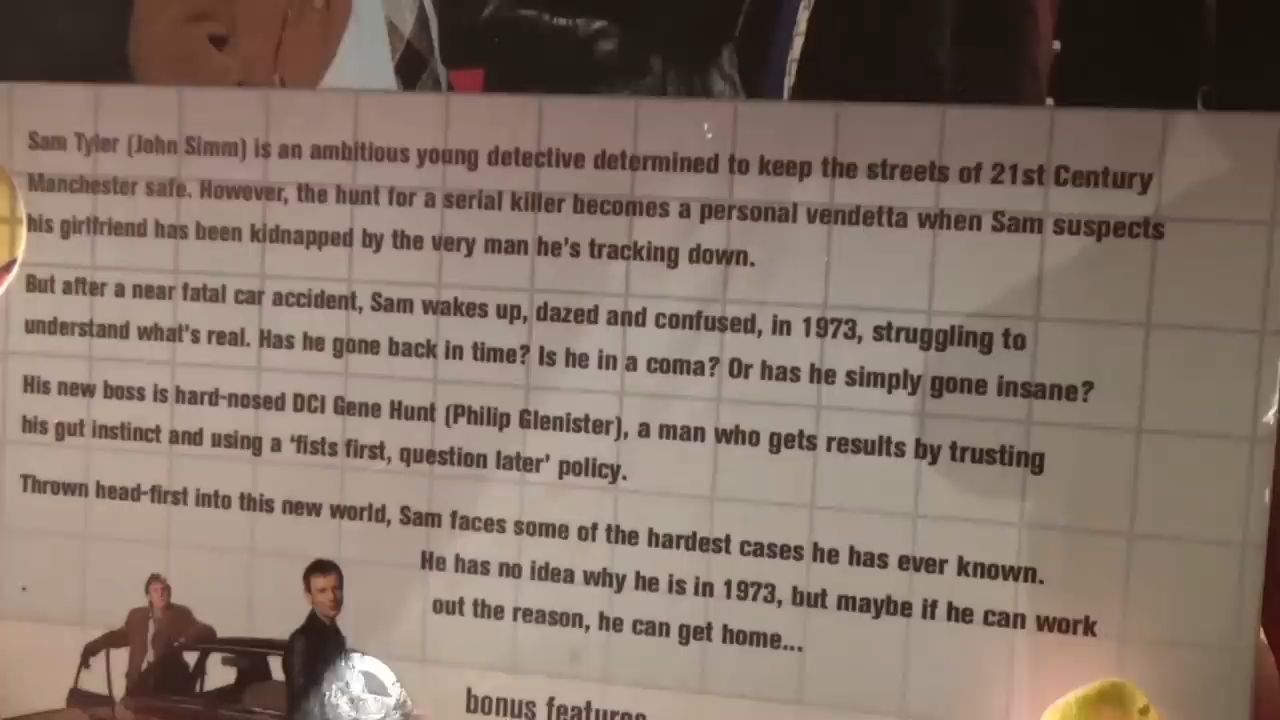 Sam Tyler (John Simm) is an ambitious young detective determined to keep the streets of 21st Century
Manchester safe. However, the hunt for a serial killer becomes a personal vendetta when Sam suspects
his girlfriend has been kidnapped by the very man he's tracking down.
But after a near fatal car accident, Sam wakes up, dazed and confused, in 1973, struggling to
understand what's real. Has he gone back in time? Is he in a coma? Or has he simply gone insane?
His new boss is hard-nosed DCI Gene Hunt (Philip Glenister), a man who gets results by trusting
his gut instinct and using a 'fists first, question later' policy.
Thrown head-first into this new world, Sam faces some of the hardest cases he has ever known.
He has no idea why he is in 1973, but maybe if he can work
out the reason, he can get home...
bonus features